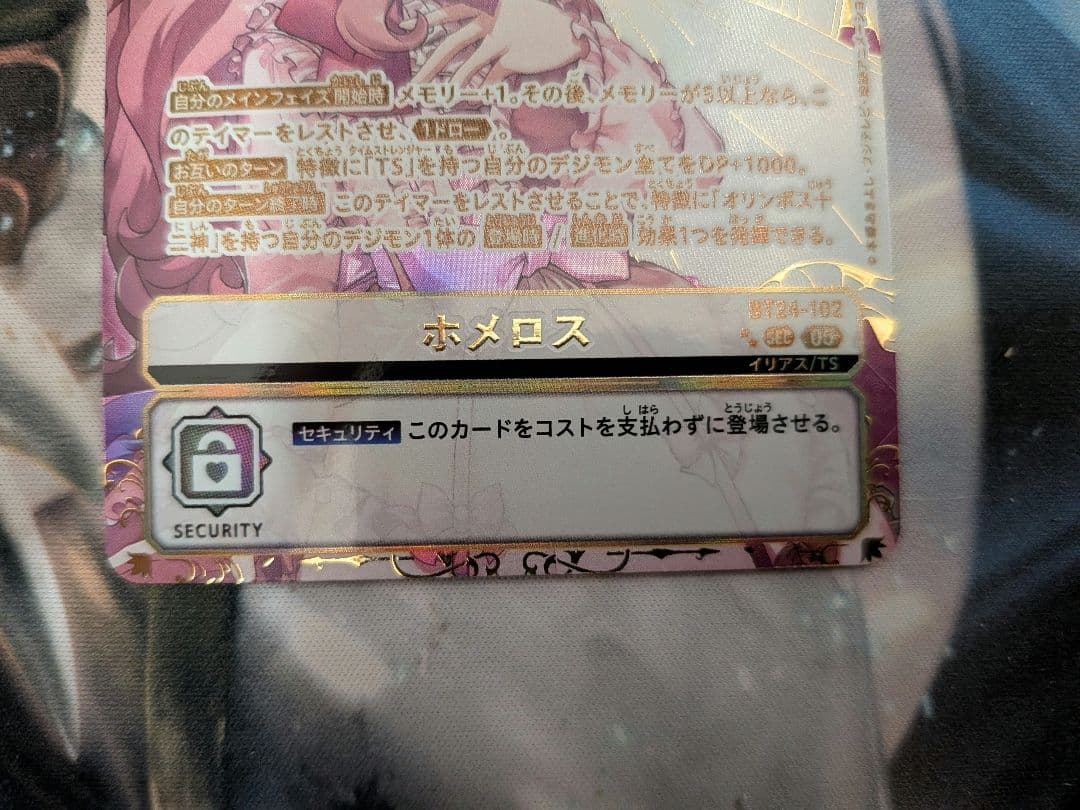 自分のメインフェイズ開始時 メモリー+1。その後、メモリーが5以上なら、こ
のテイマーをレストさせ、1ドロー。
お互いのターン 特徴に「TS」を持つ自分のデジモン全てをDP+1000。
自分のターン終了時 このテイマーをレストさせることで、特徴に「オリンポス十
二神」を持つ自分のデジモン1体の 登場時 / 進化時 効果1つを発揮できる。
BT24-102
ホメロス
SEC 05
イリアス/TS
セキュリティ このカードをコストを支払わずに登場させる。
SECURITY